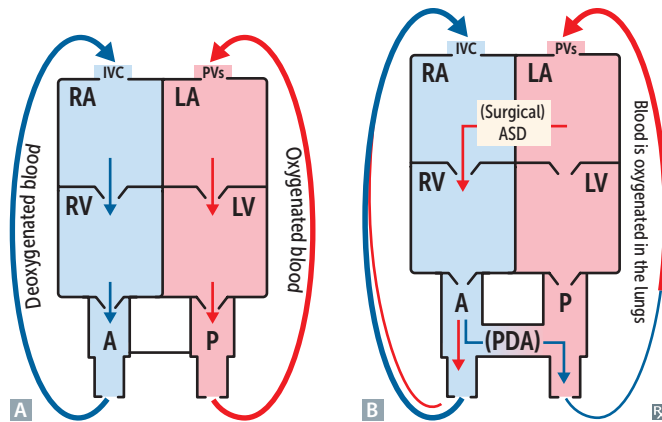 IVC
PVs
RA
LA
RV
LV
Deoxygenated blood
Oxygenated blood
A
P
A
IVC
PVs
RA
LA
(Surgical)
ASD
RV
LV
Blood is oxygenated in the lungs
A
P
(PDA)
B
Rx